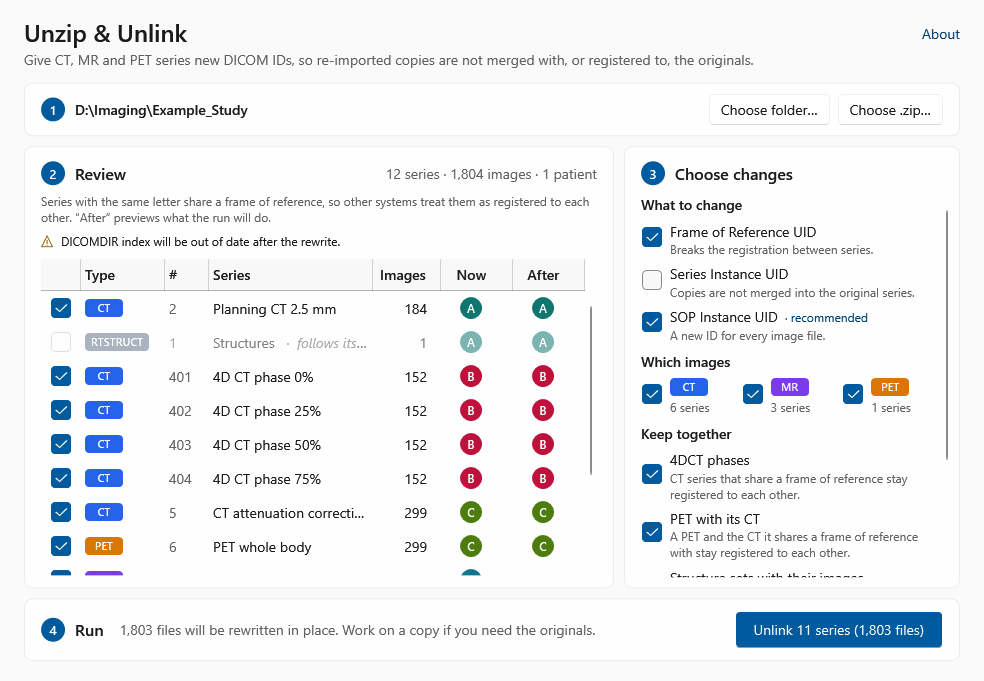 Unzip & Unlink
About
Give CT, MR and PET series new DICOM IDs, so re-imported copies are not merged with, or registered to, the originals.
1 D:\Imaging\Example_Study
Choose folder... Choose .zip...
2 Review 12 series · 1,804 images · 1 patient
Series with the same letter share a frame of reference, so other systems treat them as registered to each
other. “After” previews what the run will do.
DICOMDIR index will be out of date after the rewrite.
Type # Series Images Now After
CT 2 Planning CT 2.5 mm 184 A A
RTSTRUCT 1 Structures · follows its... 1 A A
CT 401 4D CT phase 0% 152 B B
CT 402 4D CT phase 25% 152 B B
CT 403 4D CT phase 50% 152 B B
CT 404 4D CT phase 75% 152 B B
CT 5 CT attenuation correcti... 299 C C
PET 6 PET whole body 299 C C
3 Choose changes
What to change
Frame of Reference UID
Breaks the registration between series.
Series Instance UID
Copies are not merged into the original series.
SOP Instance UID · recommended
A new ID for every image file.
Which images
CT MR PET
6 series 3 series 1 series
Keep together
4DCT phases
CT series that share a frame of reference stay
registered to each other.
PET with its CT
A PET and the CT it shares a frame of reference
with stay registered to each other.
Structure sets with their images
4 Run 1,803 files will be rewritten in place. Work on a copy if you need the originals.
Unlink 11 series (1,803 files)